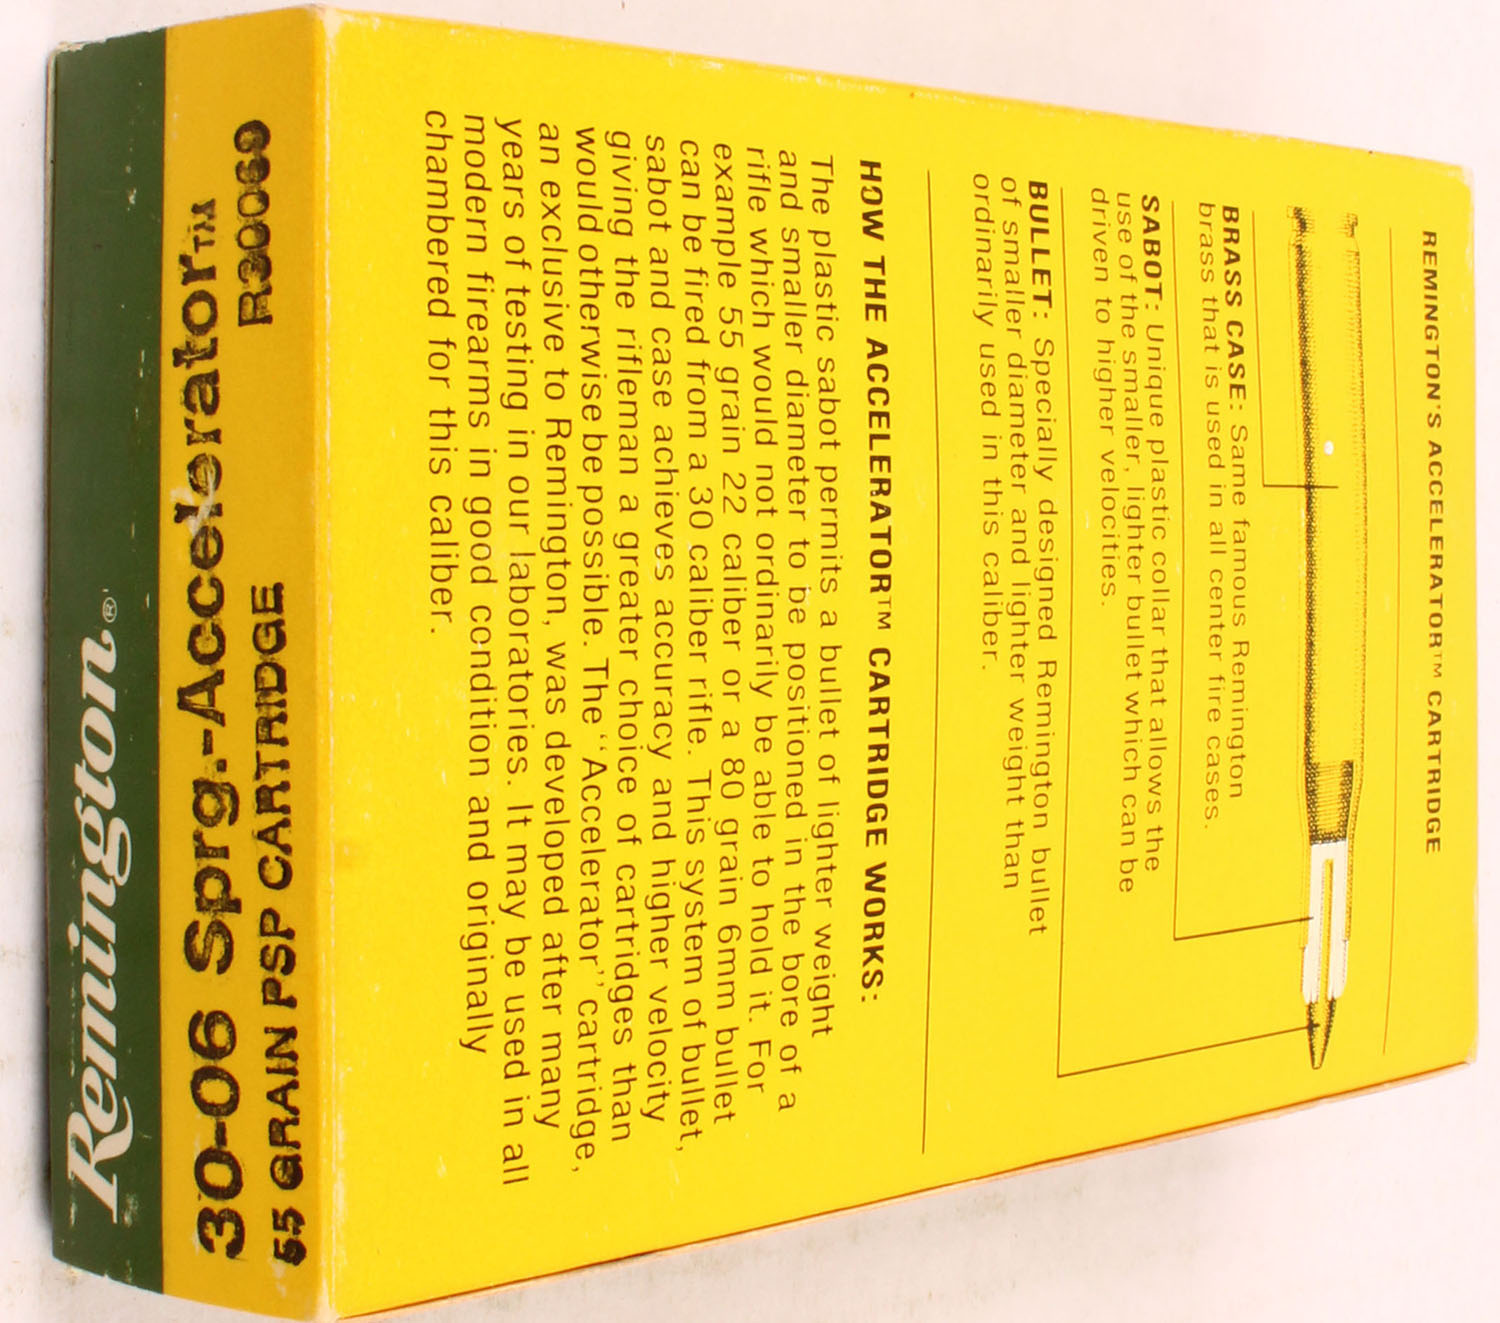 REMINGTON'S ACCELERATOR™ CARTRIDGE
BRASS CASE: Same famous Remington
brass that is used in all center fire cases.
SABOT: Unique plastic collar that allows the
use of the smaller, lighter bullet which can be
driven to higher velocities.
BULLET: Specially designed Remington bullet
of smaller diameter and lighter weight than
ordinarily used in this caliber.
HOW THE ACCELERATOR™ CARTRIDGE WORKS:
The plastic sabot permits a bullet of lighter weight
and smaller diameter to be positioned in the bore of a
rifle which would not ordinarily be able to hold it. For
example 55 grain 22 caliber or a 80 grain 6mm bullet
can be fired from a 30 caliber rifle. This system of bullet,
sabot and case achieves accuracy and higher velocity
giving the rifleman a greater choice of cartridges than
would otherwise be possible. The "Accelerator" cartridge,
an exclusive to Remington, was developed after many
years of testing in our laboratories. It may be used in all
modern firearms in good condition and originally
chambered for this caliber.
R30069
55 GRAIN PSP CARTRIDGE
30-06 Sprg.-Accelerator™
Remington®